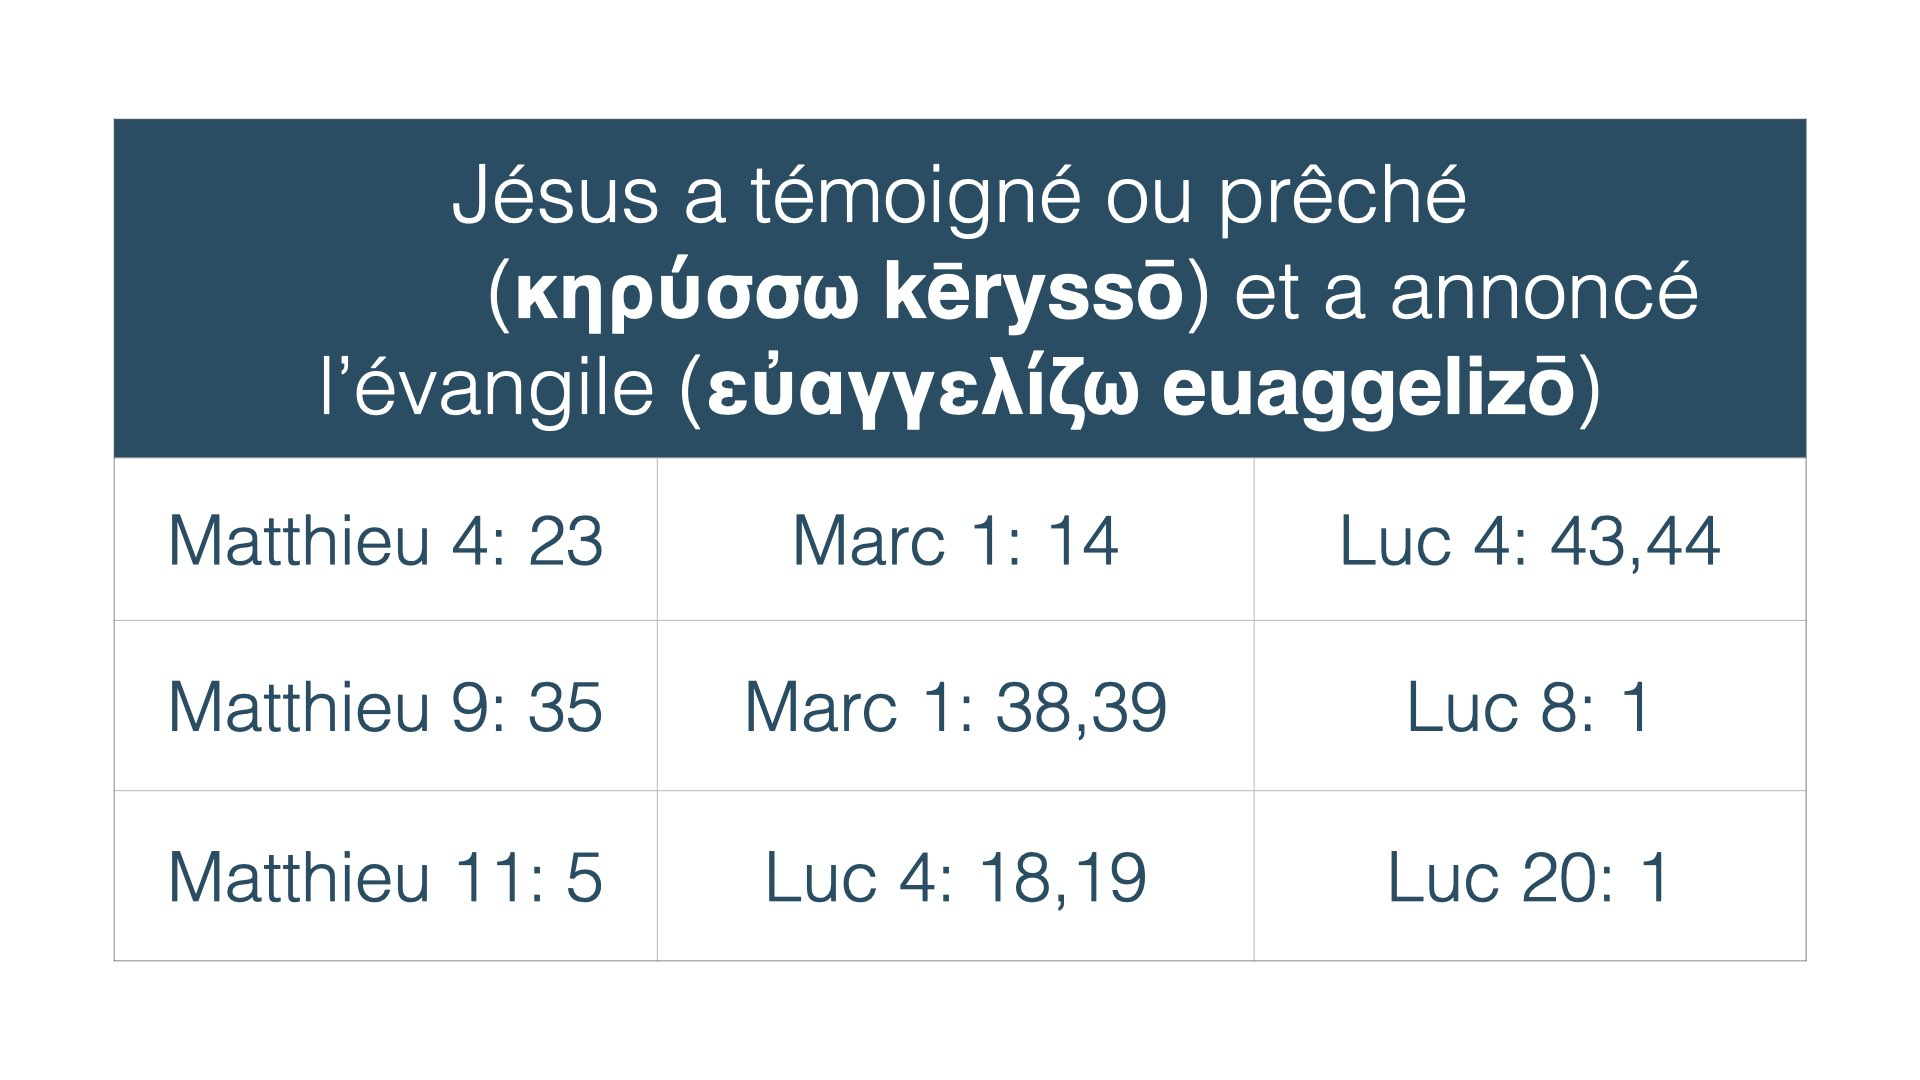 Jésus a témoigné ou prêché
(κηρύσσω kēryssō) et a annoncé
l’évangile (εὐαγγελίζω euaggelizō)
Matthieu 4: 23 Marc 1: 14 Luc 4: 43,44
Matthieu 9: 35 Marc 1: 38,39 Luc 8: 1
Matthieu 11: 5 Luc 4: 18,19 Luc 20: 1